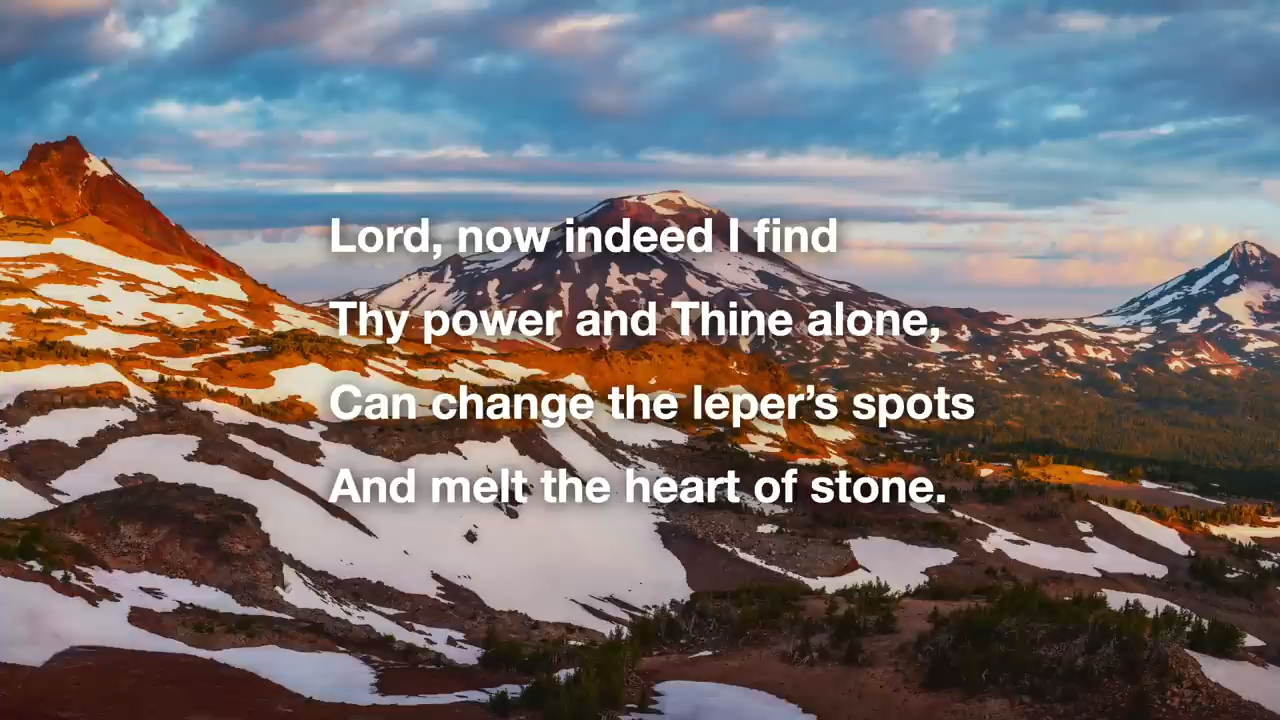 Lord, now indeed I find
Thy power and Thine alone,
Can change the leper’s spots
And melt the heart of stone.